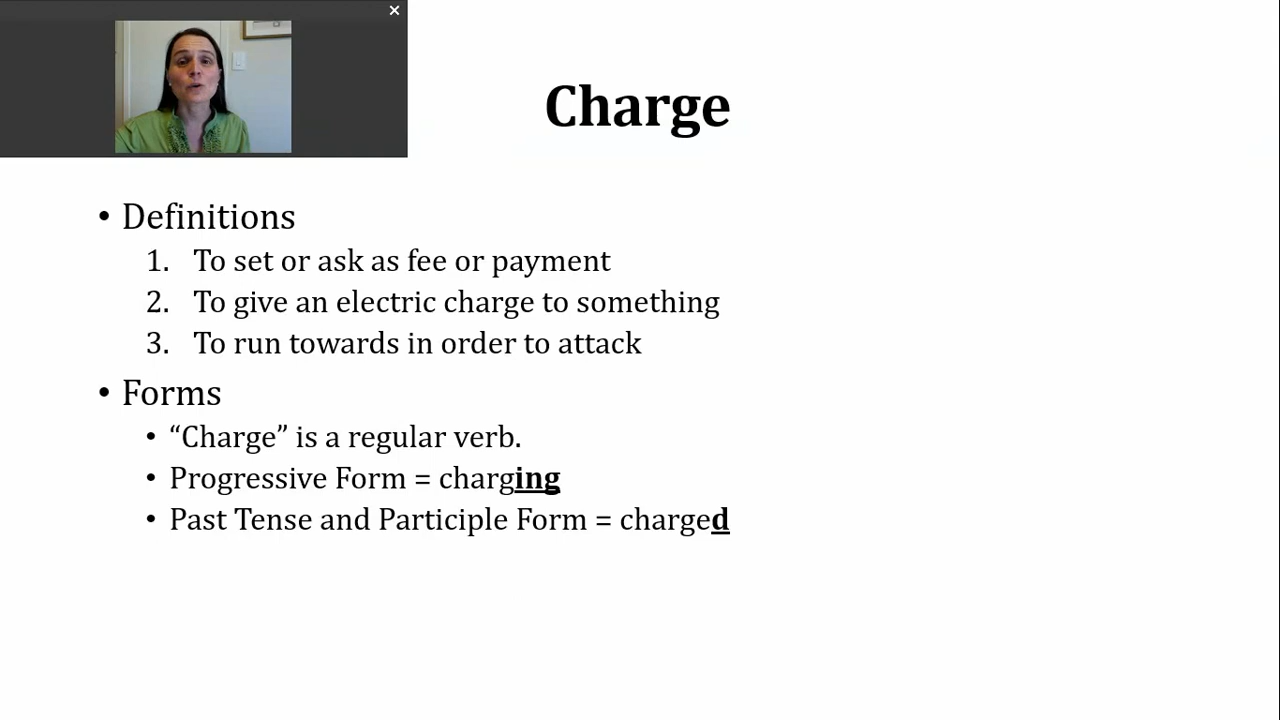 Charge
• Definitions
1. To set or ask as fee or payment
2. To give an electric charge to something
3. To run towards in order to attack
• Forms
• “Charge” is a regular verb.
• Progressive Form = charging
• Past Tense and Participle Form = charged